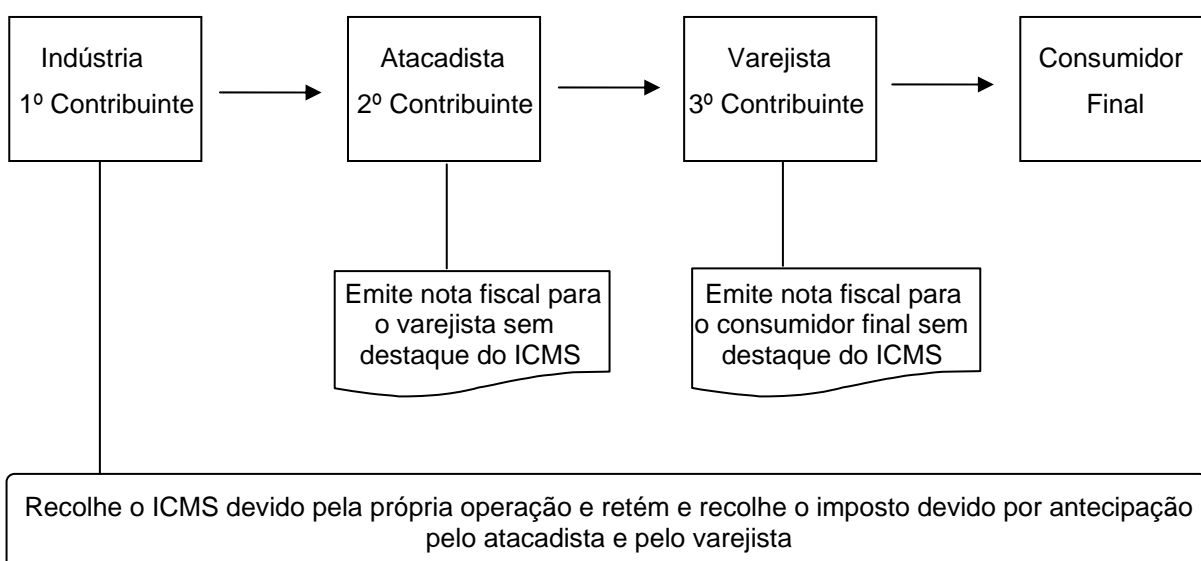 Indústria
1º Contribuinte
Atacadista
2º Contribuinte
Varejista
3º Contribuinte
Consumidor
Final
Emite nota fiscal para
o varejista sem
destaque do ICMS
Emite nota fiscal para
o consumidor final sem
destaque do ICMS
Recolhe o ICMS devido pela própria operação e retém e recolhe o imposto devido por antecipação
pelo atacadista e pelo varejista